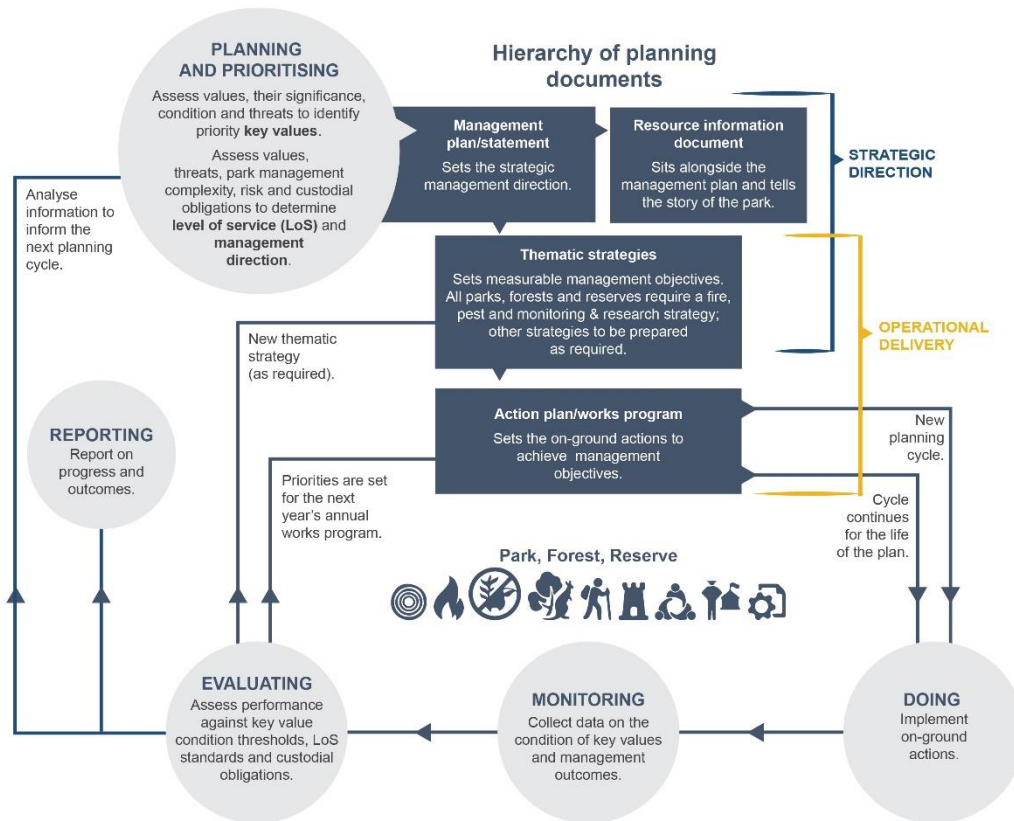 PLANNING
AND PRIORITISING
Assess values, their significance,
condition and threats to identify
priority key values.
Assess values,
threats, park management
complexity, risk and custodial
obligations to determine
level of service (LoS) and
management
direction.
Hierarchy of planning
documents
Management
plan/statement
Sets the strategic
management direction.
Resource information
document
Sits alongside the
management plan and tells
the story of the park.
STRATEGIC
DIRECTION
Analyse
information to
inform the
next planning
cycle.
Thematic strategies
Sets measurable management objectives.
All parks, forests and reserves require a fire,
pest and monitoring & research strategy;
other strategies to be prepared
as required.
OPERATIONAL
DELIVERY
New thematic
strategy
(as required).
Action plan/works program
Sets the on-ground actions to
achieve management
objectives.
New
planning
cycle.
REPORTING
Report on
progress and
outcomes.
Priorities are set
for the next
year's annual
works program.
Cycle
continues
for the life
of the plan.
Park, Forest, Reserve
EVALUATING
Assess performance
against key value
condition thresholds, LoS
standards and custodial
obligations.
MONITORING
Collect data on the
condition of key values
and management
outcomes.
DOING
Implement
on-ground
actions.